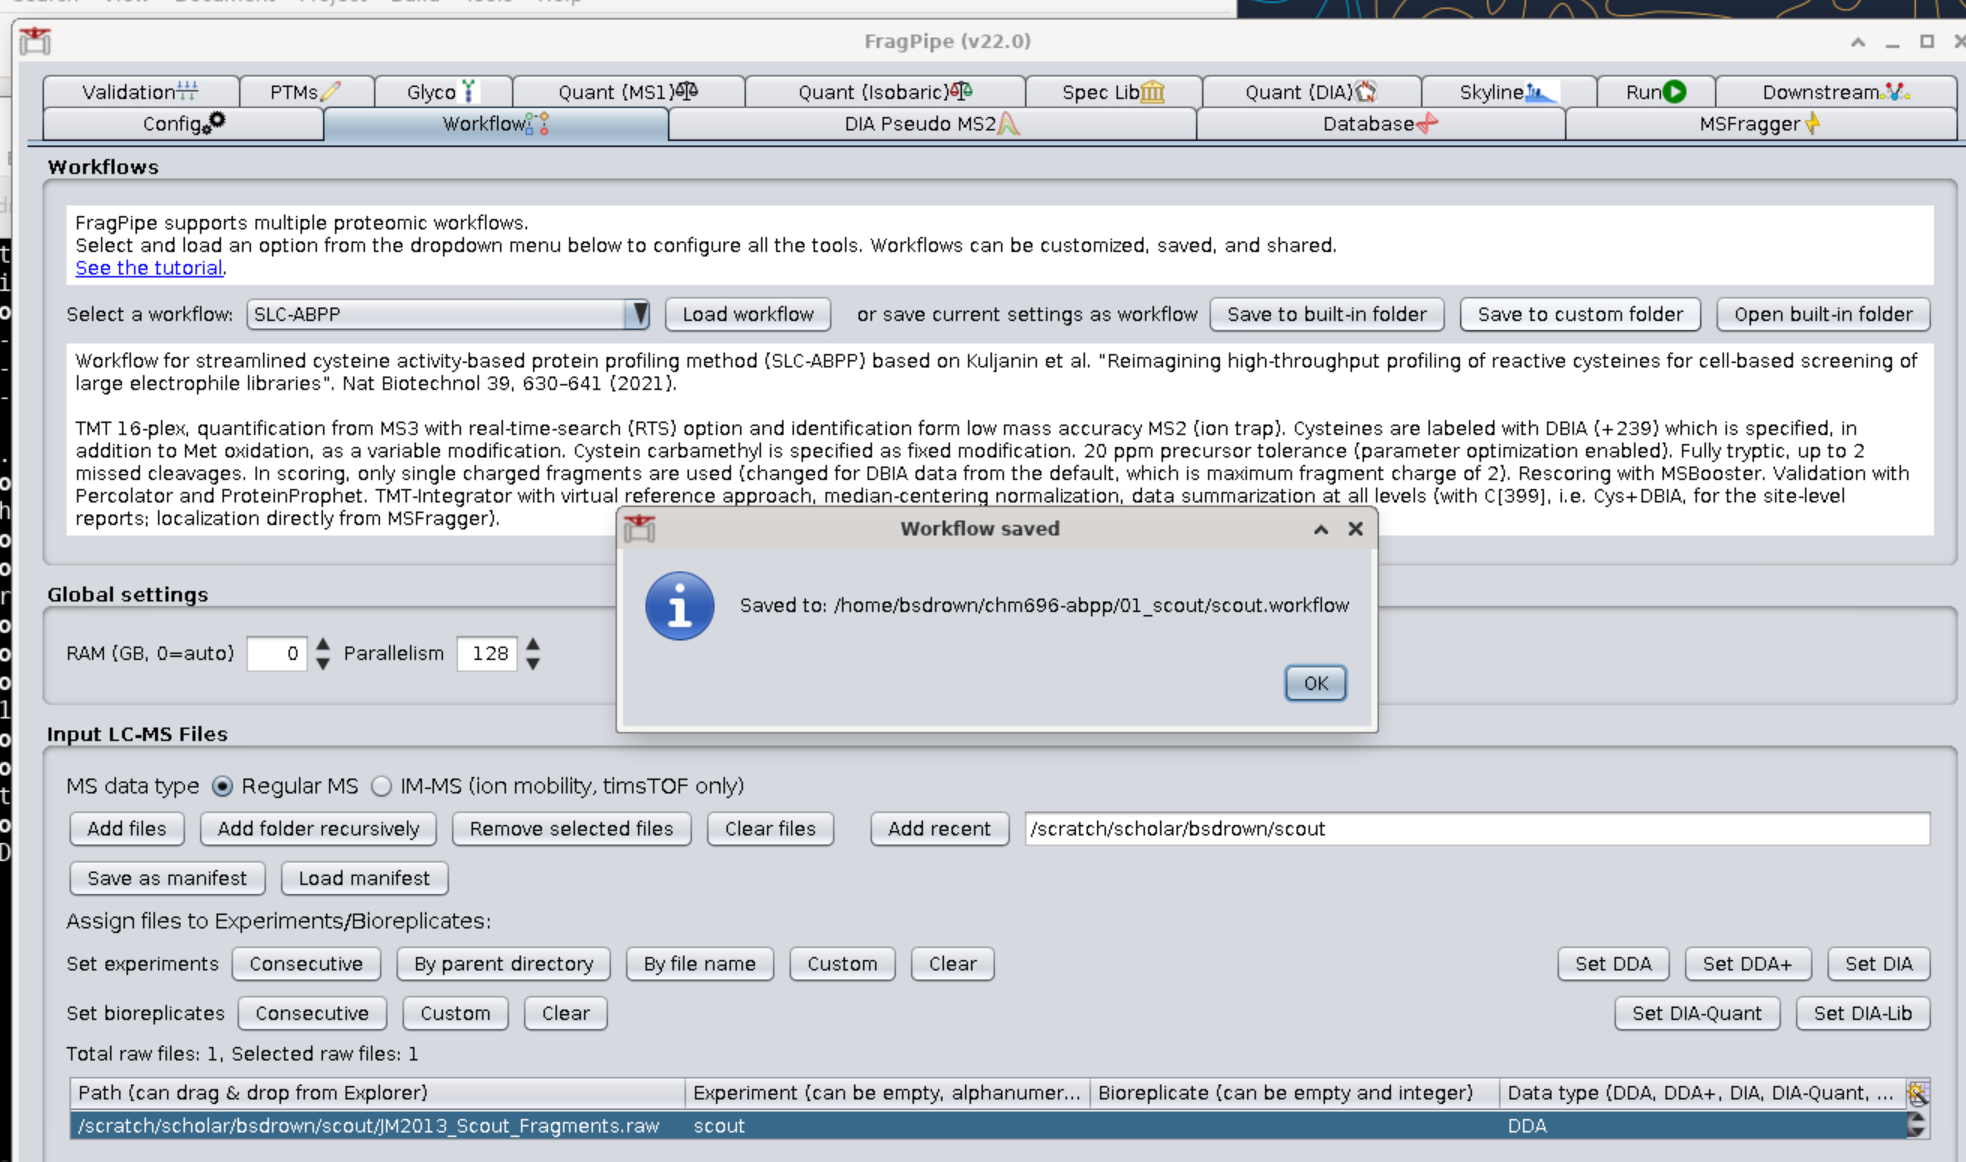 Search View Document Project Build Tools Help
FragPipe (v22.0)
Validation PTMs Glyco Quant (MS1) Quant (Isobaric) Spec Lib Quant (DIA) Skyline Run Downstream
Config Workflow DIA Pseudo MS2 Database MSFragger
Workflows
FragPipe supports multiple proteomic workflows.
Select and load an option from the dropdown menu below to configure all the tools. Workflows can be customized, saved, and shared.
See the tutorial.
Select a workflow: SLC-ABPP Load workflow or save current settings as workflow Save to built-in folder Save to custom folder Open built-in folder
Workflow for streamlined cysteine activity-based protein profiling method (SLC-ABPP) based on Kuljanin et al. "Reimagining high-throughput profiling of reactive cysteines for cell-based screening of
large electrophile libraries". Nat Biotechnol 39, 630–641 (2021).
TMT 16-plex, quantification from MS3 with real-time-search (RTS) option and identification form low mass accuracy MS2 (ion trap). Cysteines are labeled with DBIA (+239) which is specified, in
addition to Met oxidation, as a variable modification. Cystein carbamethyl is specified as fixed modification. 20 ppm precursor tolerance (parameter optimization enabled). Fully tryptic, up to 2
missed cleavages. In scoring, only single charged fragments are used (changed for DBIA data from the default, which is maximum fragment charge of 2). Rescoring with MSBooster. Validation with
Percolator and ProteinProphet. TMT-Integrator with virtual reference approach, median-centering normalization, data summarization at all levels (with C[399], i.e. Cys+DBIA, for the site-level
reports; localization directly from MSFragger).
Workflow saved
Saved to: /home/bsdrown/chm696-abpp/01_scout/scout.workflow
OK
Global settings
RAM (GB, 0=auto) 0 Parallelism 128
Input LC-MS Files
MS data type Regular MS IM-MS (ion mobility, timsTOF only)
Add files Add folder recursively Remove selected files Clear files Add recent /scratch/scholar/bsdrown/scout
Save as manifest Load manifest
Assign files to Experiments/Bioreplicates:
Set experiments Consecutive By parent directory By file name Custom Clear Set DDA Set DDA+ Set DIA
Set bioreplicates Consecutive Custom Clear Set DIA-Quant Set DIA-Lib
Total raw files: 1, Selected raw files: 1
Path (can drag & drop from Explorer) Experiment (can be empty, alphanumer... Bioreplicate (can be empty and integer) Data type (DDA, DDA+, DIA, DIA-Quant, ...
/scratch/scholar/bsdrown/scout/JM2013_Scout_Fragments.raw scout DDA